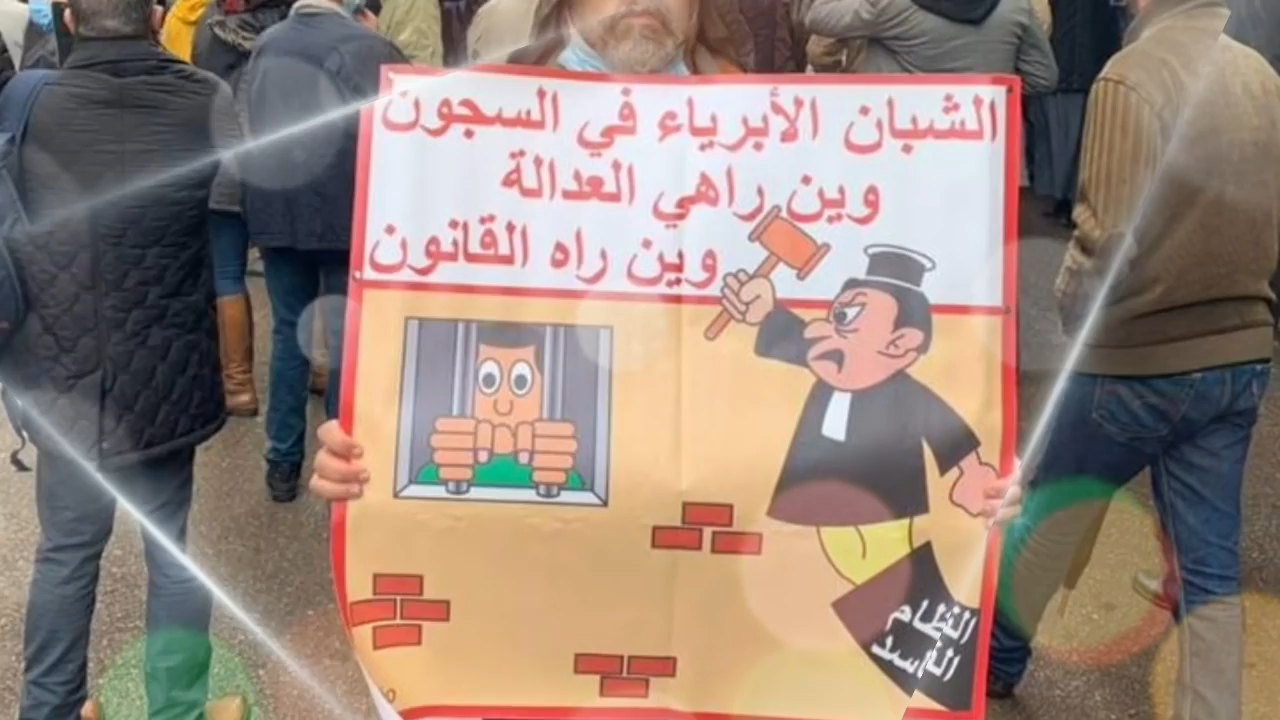 الشبان الأبرياء في السجون
وين راهي العدالة
وين راه القانون
النظام
الفاسد